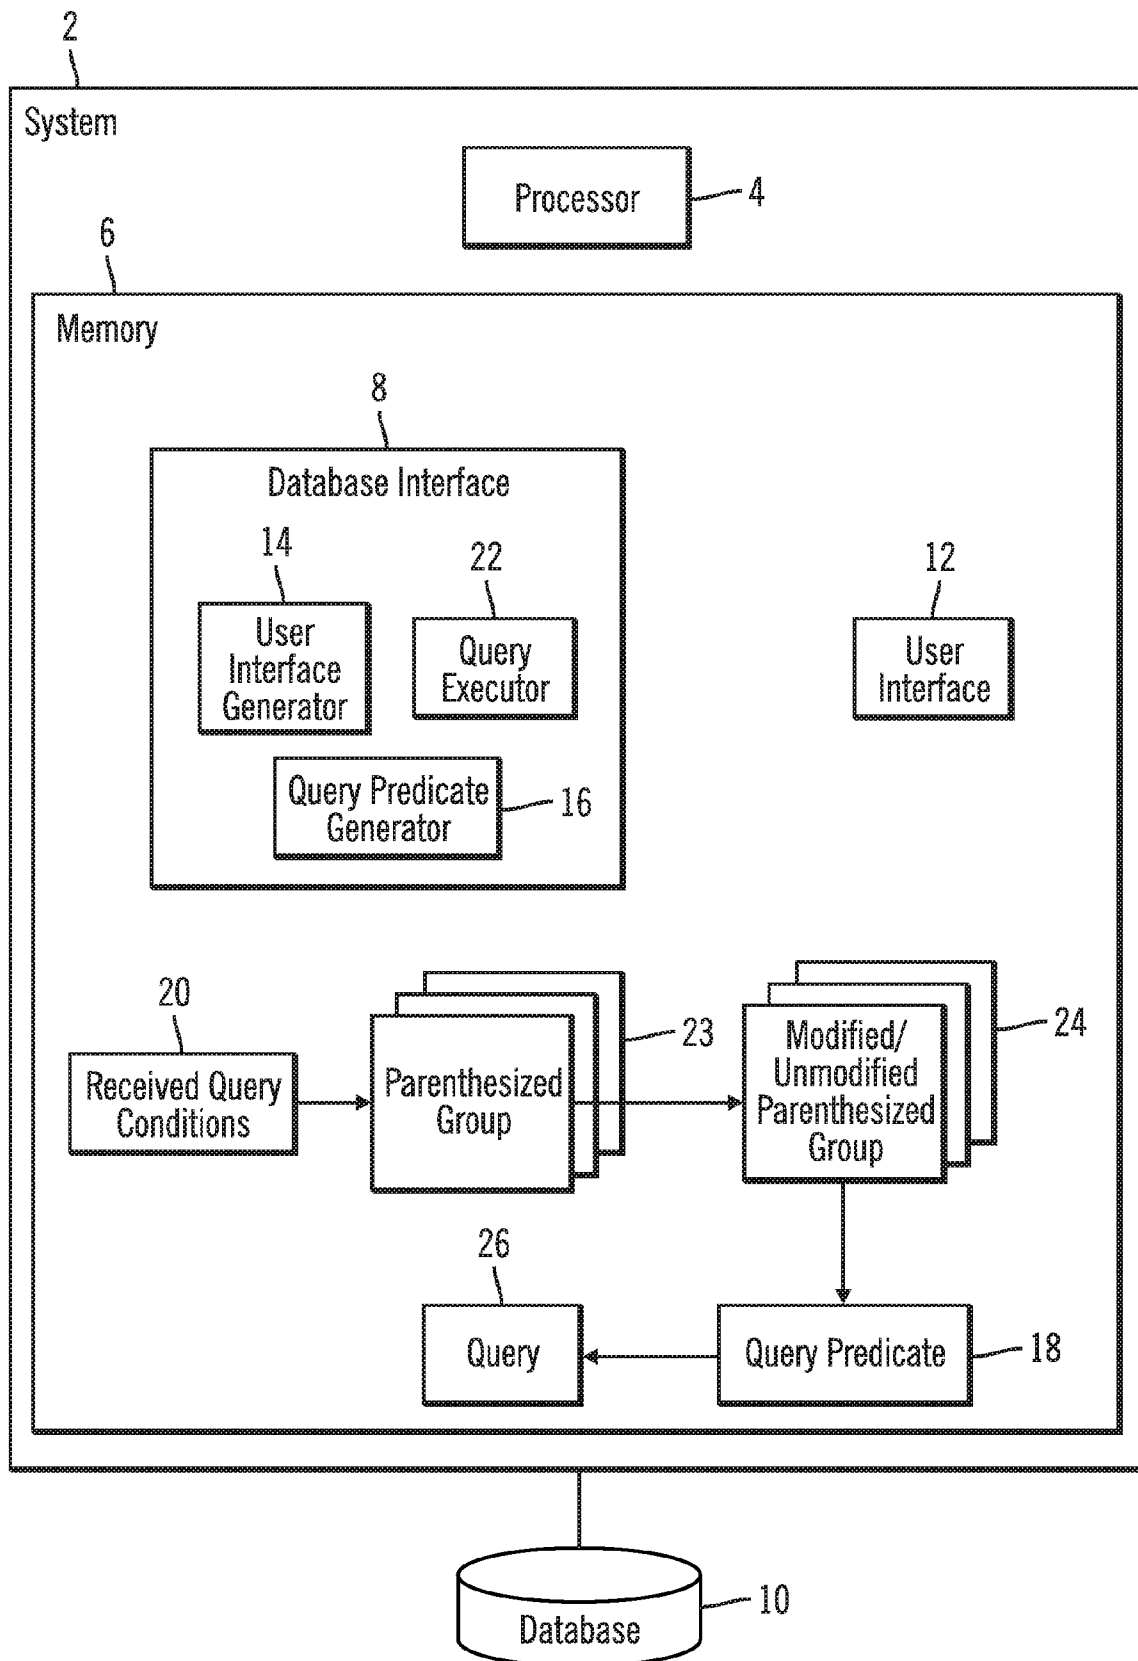 2
System
Processor
4
6
Memory
8
Database Interface
14
22
12
User
Interface
Generator
Query
Executor
User
Interface
Query Predicate
Generator
16
20
23
24
Received Query
Conditions
Parenthesized
Group
Modified/
Unmodified
Parenthesized
Group
26
Query
Query Predicate
18
Database
10